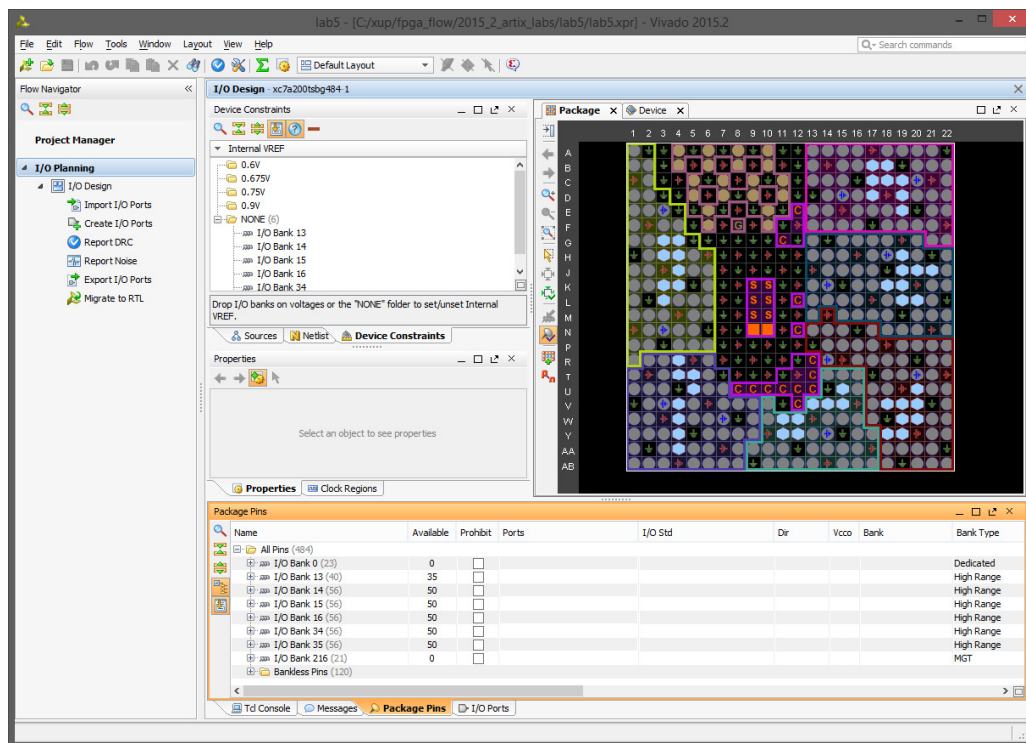 lab5 - [C:/xup/fpga_flow/2015_2_artix_labs/lab5/lab5.xpr] - Vivado 2015.2
File Edit Flow Tools Window Layout View Help
Search commands
Default Layout
Flow Navigator
Project Manager
I/O Planning
I/O Design
Import I/O Ports
Create I/O Ports
Report DRC
Report Noise
Export I/O Ports
Migrate to RTL
I/O Design - xc7a200tsbg484-1
Device Constraints
Internal VREF
0.6V
0.675V
0.75V
0.9V
NONE (6)
I/O Bank 13
I/O Bank 14
I/O Bank 15
I/O Bank 16
I/O Bank 34
Drop I/O banks on voltages or the "NONE" folder to set/unset Internal
VREF.
Sources Netlist Device Constraints
Properties
Select an object to see properties
Properties Clock Regions
Package Device
1 2 3 4 5 6 7 8 9 10 11 12 13 14 15 16 17 18 19 20 21 22
A
B
C
D
E C
F G
G C
H
J
K S S
L S S C
M S S
N C
P
R C
T C
U C C C C C C
V C
W
Y
AA
AB
Package Pins
Name Available Prohibit Ports I/O Std Dir Vcco Bank Bank Type
All Pins (484)
I/O Bank 0 (23) 0 Dedicated
I/O Bank 13 (40) 35 High Range
I/O Bank 14 (56) 50 High Range
I/O Bank 15 (56) 50 High Range
I/O Bank 16 (56) 50 High Range
I/O Bank 34 (56) 50 High Range
I/O Bank 35 (56) 50 High Range
I/O Bank 216 (21) 0 MGT
Bankless Pins (120)
Tcl Console Messages Package Pins I/O Ports